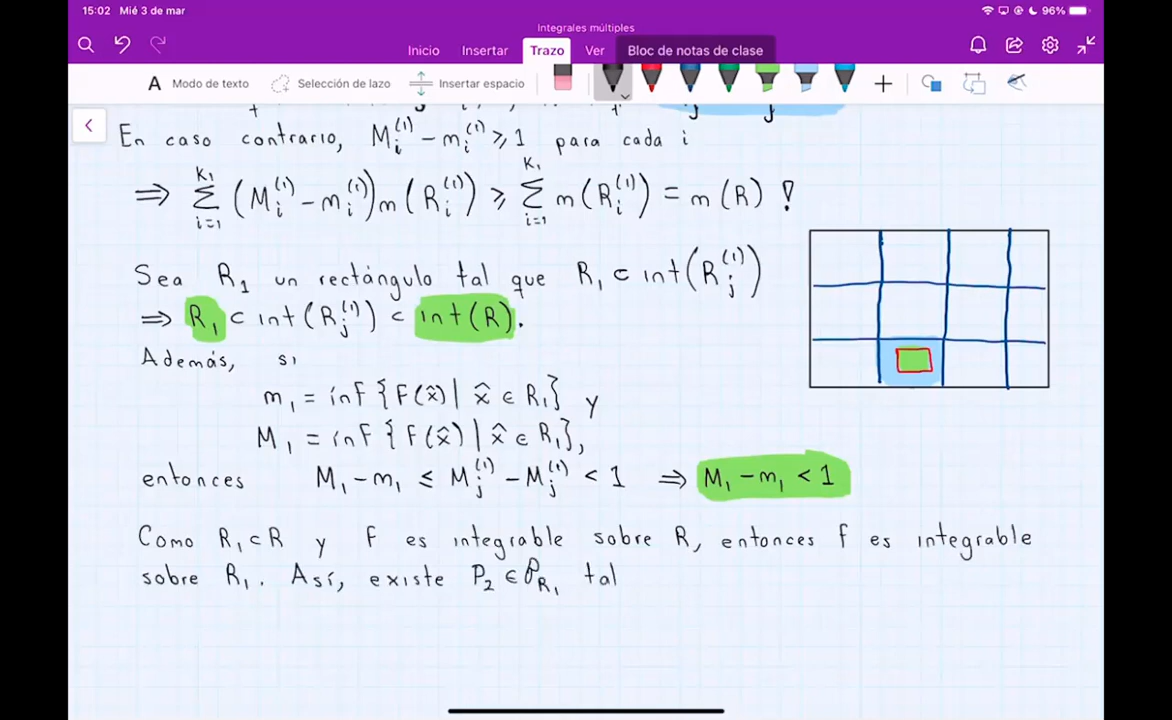 15:02 Mié 3 de mar
96%
Integrales múltiples
Inicio Insertar Trazo Ver Bloc de notas de clase
Modo de texto Selección de lazo Insertar espacio
En caso contrario, M_i^(1) - m_i^(1) ≥ 1 para cada i
⇒ Σ_{i=1}^{K_1} (M_i^(1) - m_i^(1)) m(R_i^(1)) ≥ Σ_{i=1}^{K_1} m(R_i^(1)) = m(R) !
Sea R_1 un rectángulo tal que R_1 ⊂ int(R_j^(1))
⇒ R_1 ⊂ int(R_j^(1)) ⊂ int(R).
Además, si
m_1 = inf{f(x̂) | x̂ ∈ R_1} y
M_1 = inf{f(x̂) | x̂ ∈ R_1},
entonces M_1 - m_1 ≤ M_j^(1) - M_j^(1) < 1 ⇒ M_1 - m_1 < 1
Como R_1 ⊂ R y f es integrable sobre R, entonces f es integrable
sobre R_1. Así, existe P_2 ∈ 𝒫_{R_1} tal